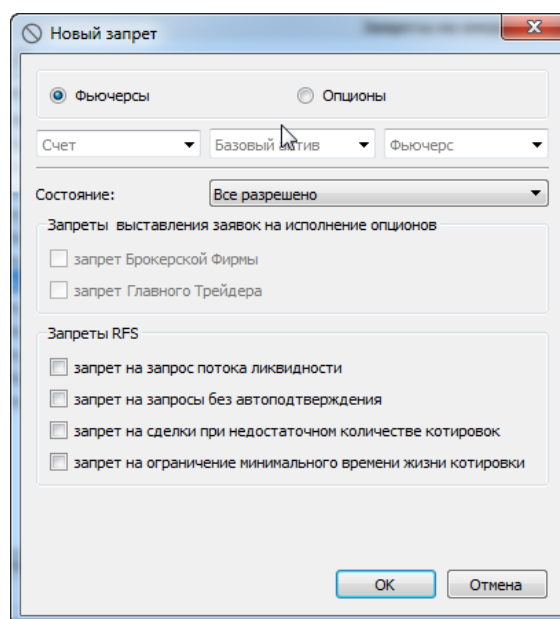 Новый запрет
Фьючерсы
Опционы
Счет
Базовый актив
Фьючерс
Состояние:
Все разрешено
Запреты выставления заявок на исполнение опционов
запрет Брокерской Фирмы
запрет Главного Трейдера
Запреты RFS
запрет на запрос потока ликвидности
запрет на запросы без автоподтверждения
запрет на сделки при недостаточном количестве котировок
запрет на ограничение минимального времени жизни котировки
OK
Отмена